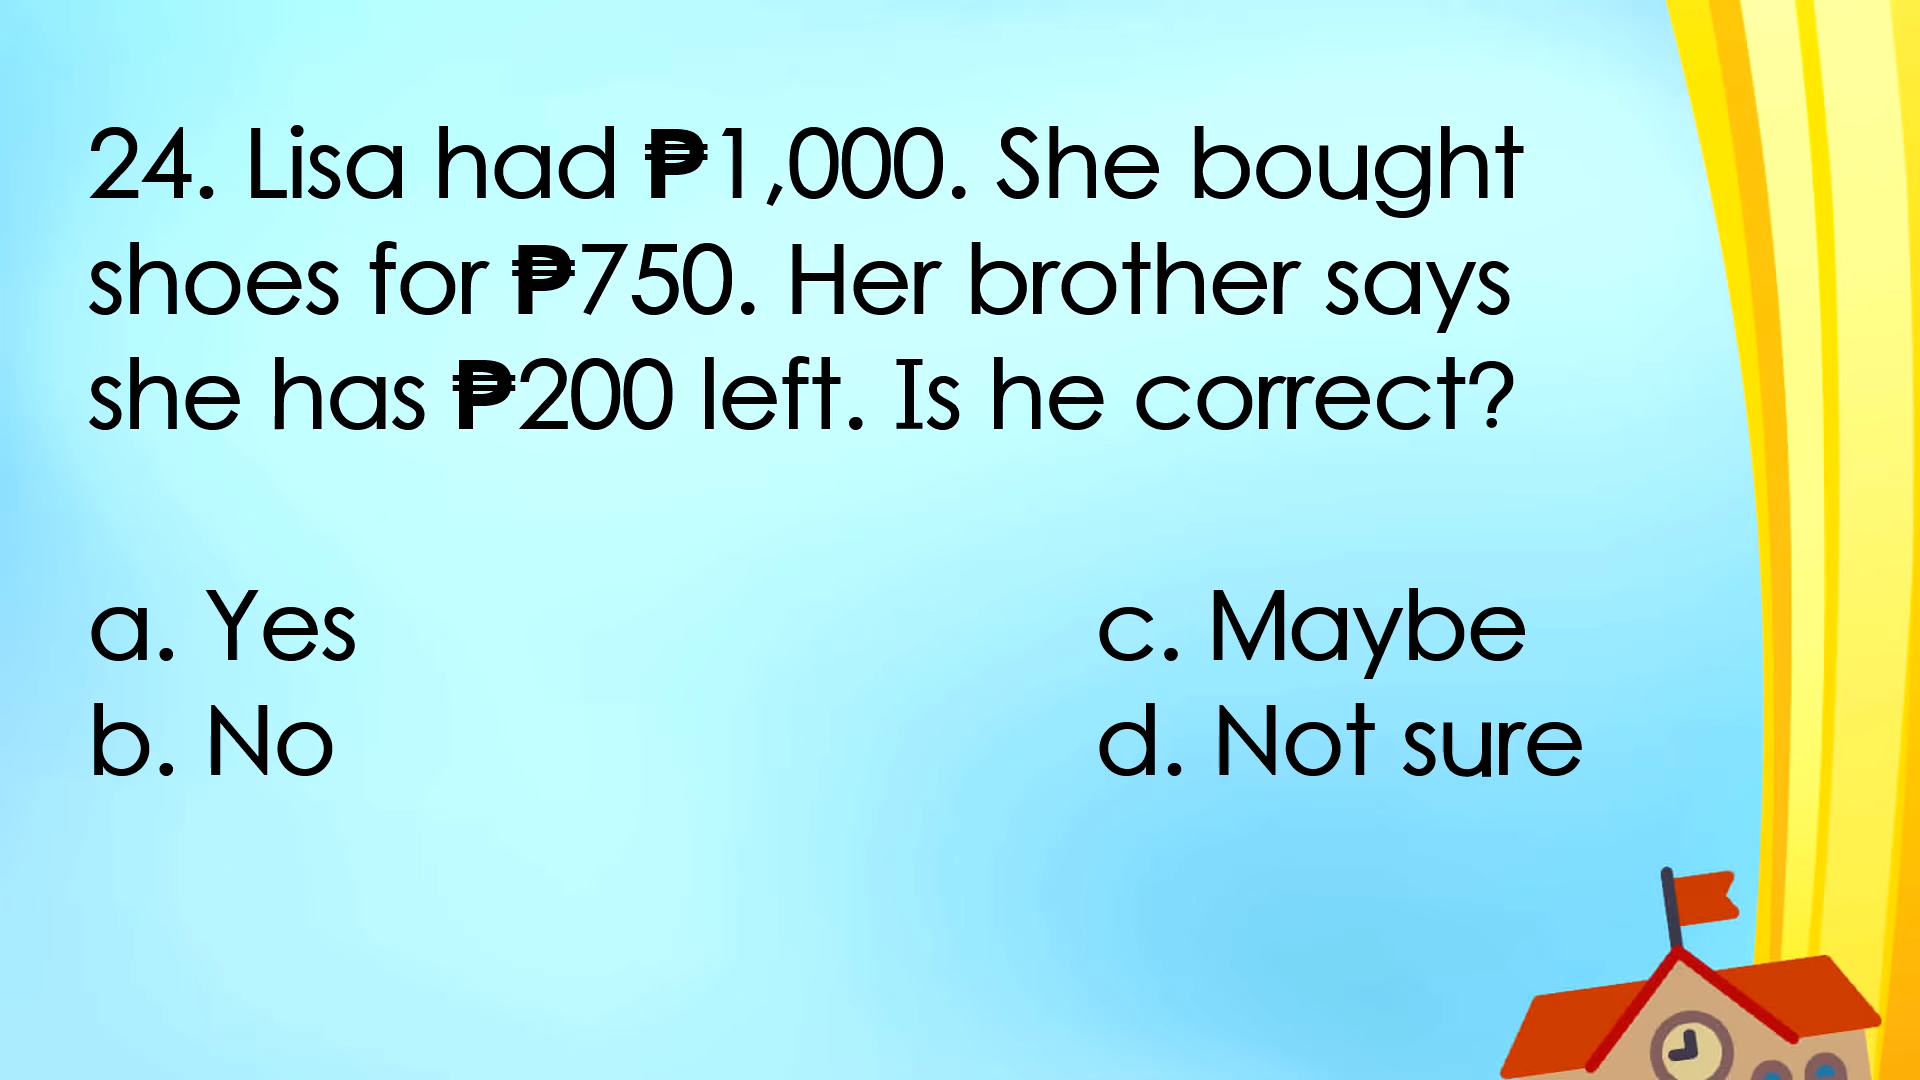 24. Lisa had ₱1,000. She bought
shoes for ₱750. Her brother says
she has ₱200 left. Is he correct?
a. Yes
b. No
c. Maybe
d. Not sure